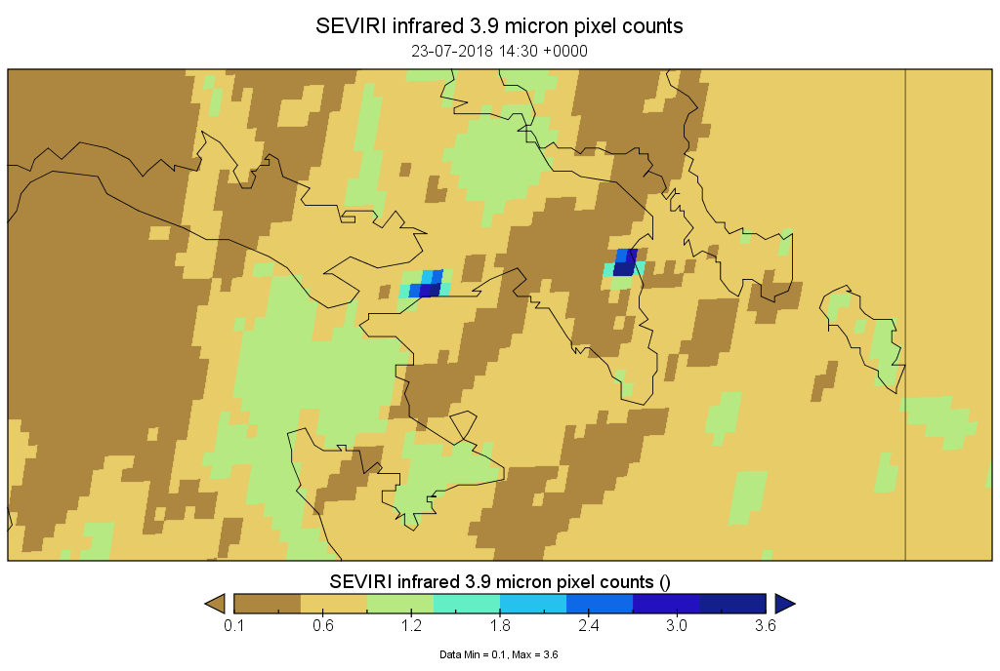 SEVIRI infrared 3.9 micron pixel counts
23-07-2018 14:30 +0000
SEVIRI infrared 3.9 micron pixel counts ()
0.1 0.6 1.2 1.8 2.4 3.0 3.6
Data Min = 0.1, Max = 3.6